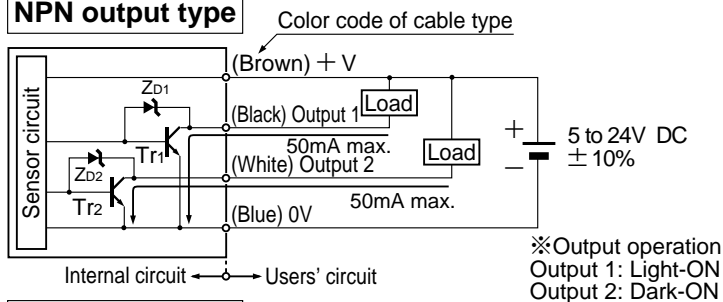 NPN output type
Color code of cable type
(Brown) + V
Sensor circuit
ZD1
(Black) Output 1
Load
Tr1
50mA max.
+
5 to 24V DC
(White) Output 2
Load
−
±10%
ZD2
Tr2
50mA max.
(Blue) 0V
※Output operation
Internal circuit
Users' circuit
Output 1: Light-ON
Output 2: Dark-ON